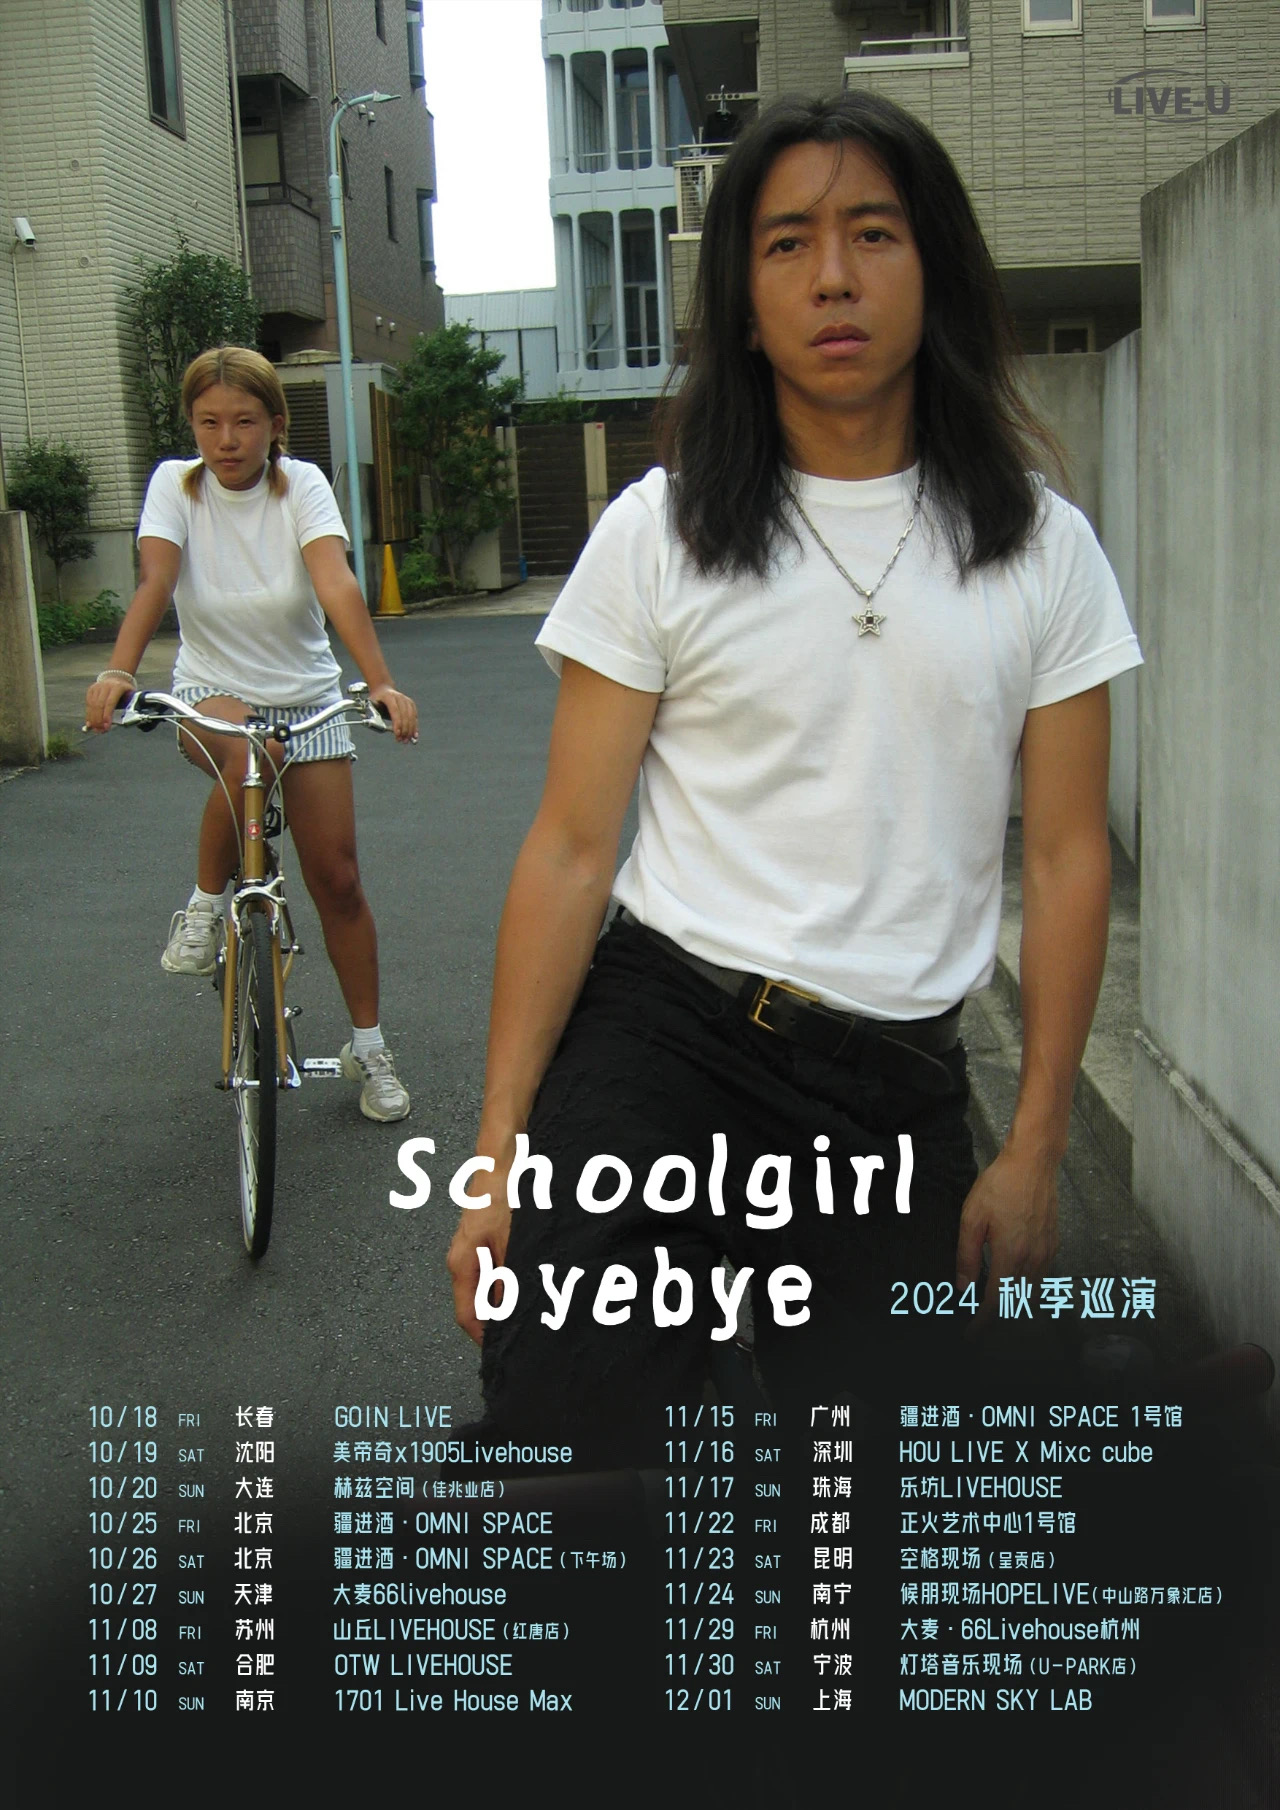 LIVE-U
Schoolgirl
byebye
2024 秋季巡演
10/18 FRI 长春 GOIN LIVE
10/19 SAT 沈阳 美帝奇x1905Livehouse
10/20 SUN 大连 赫兹空间（佳兆业店）
10/25 FRI 北京 疆进酒·OMNI SPACE
10/26 SAT 北京 疆进酒·OMNI SPACE（下午场）
10/27 SUN 天津 大麦66livehouse
11/08 FRI 苏州 山丘LIVEHOUSE（红唐店）
11/09 SAT 合肥 OTW LIVEHOUSE
11/10 SUN 南京 1701 Live House Max
11/15 FRI 广州 疆进酒·OMNI SPACE 1号馆
11/16 SAT 深圳 HOU LIVE X Mixc cube
11/17 SUN 珠海 乐坊LIVEHOUSE
11/22 FRI 成都 正火艺术中心1号馆
11/23 SAT 昆明 空格现场（呈贡店）
11/24 SUN 南宁 候朋现场HOPELIVE（中山路万象汇店）
11/29 FRI 杭州 大麦·66Livehouse杭州
11/30 SAT 宁波 灯塔音乐现场（U-PARK店）
12/01 SUN 上海 MODERN SKY LAB